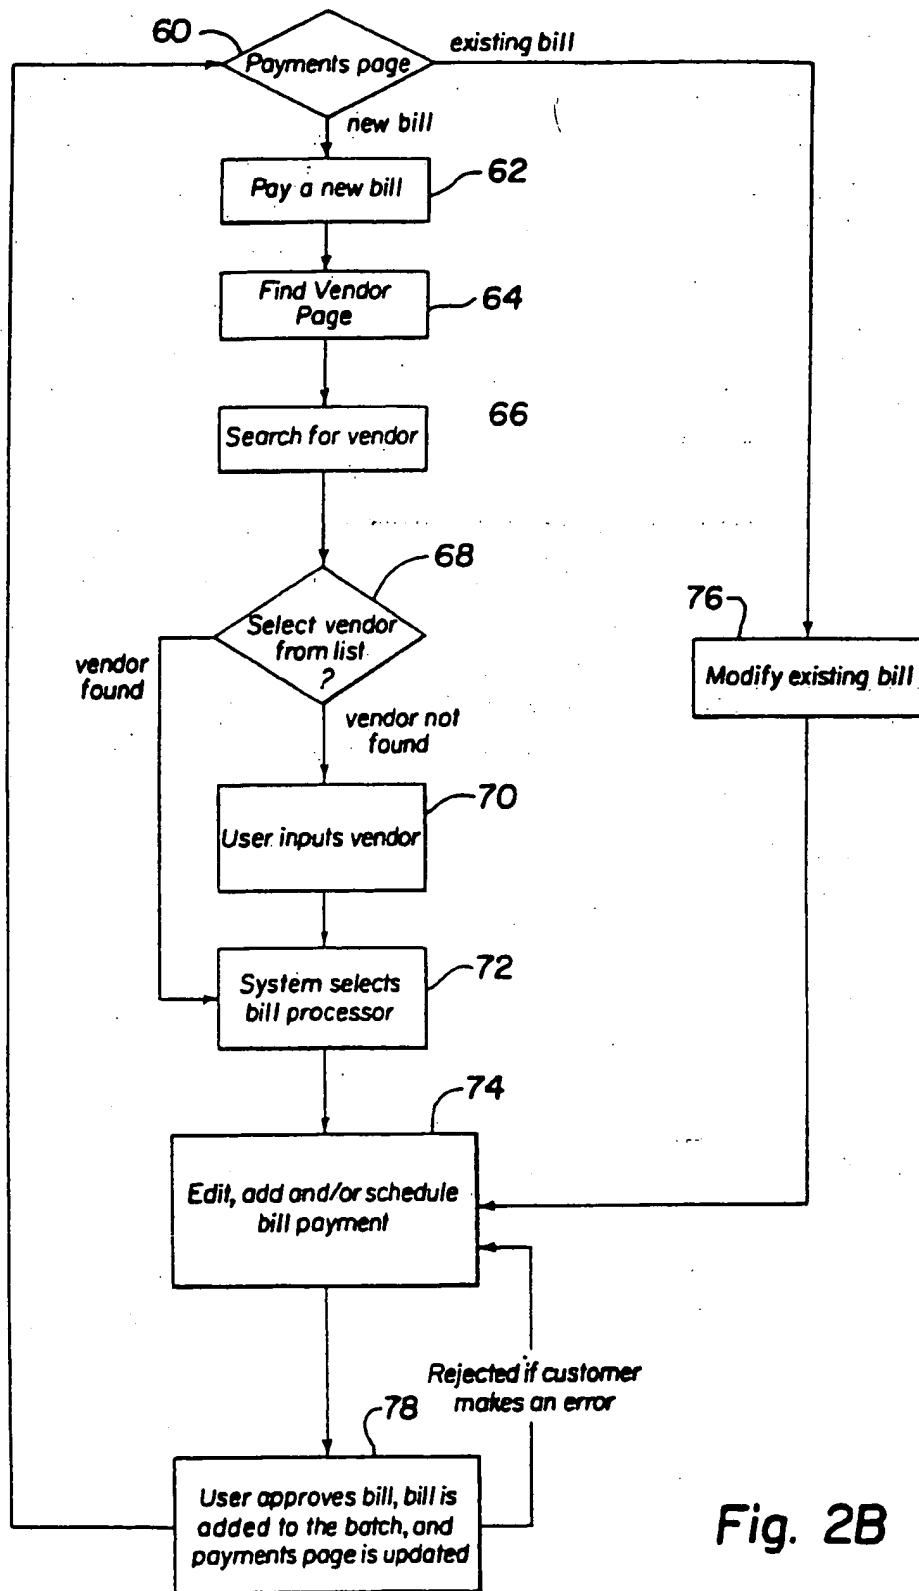 60
existing bill
Payments page
new bill
Pay a new bill
62
Find Vendor
Page
64
66
Search for vendor
68
Select vendor
from list
?
vendor
found
vendor not
found
76
Modify existing bill
70
User inputs vendor
72
System selects
bill processor
74
Edit, add and/or schedule
bill payment
Rejected if customer
makes an error
78
User approves bill, bill is
added to the batch, and
payments page is updated
Fig. 2B